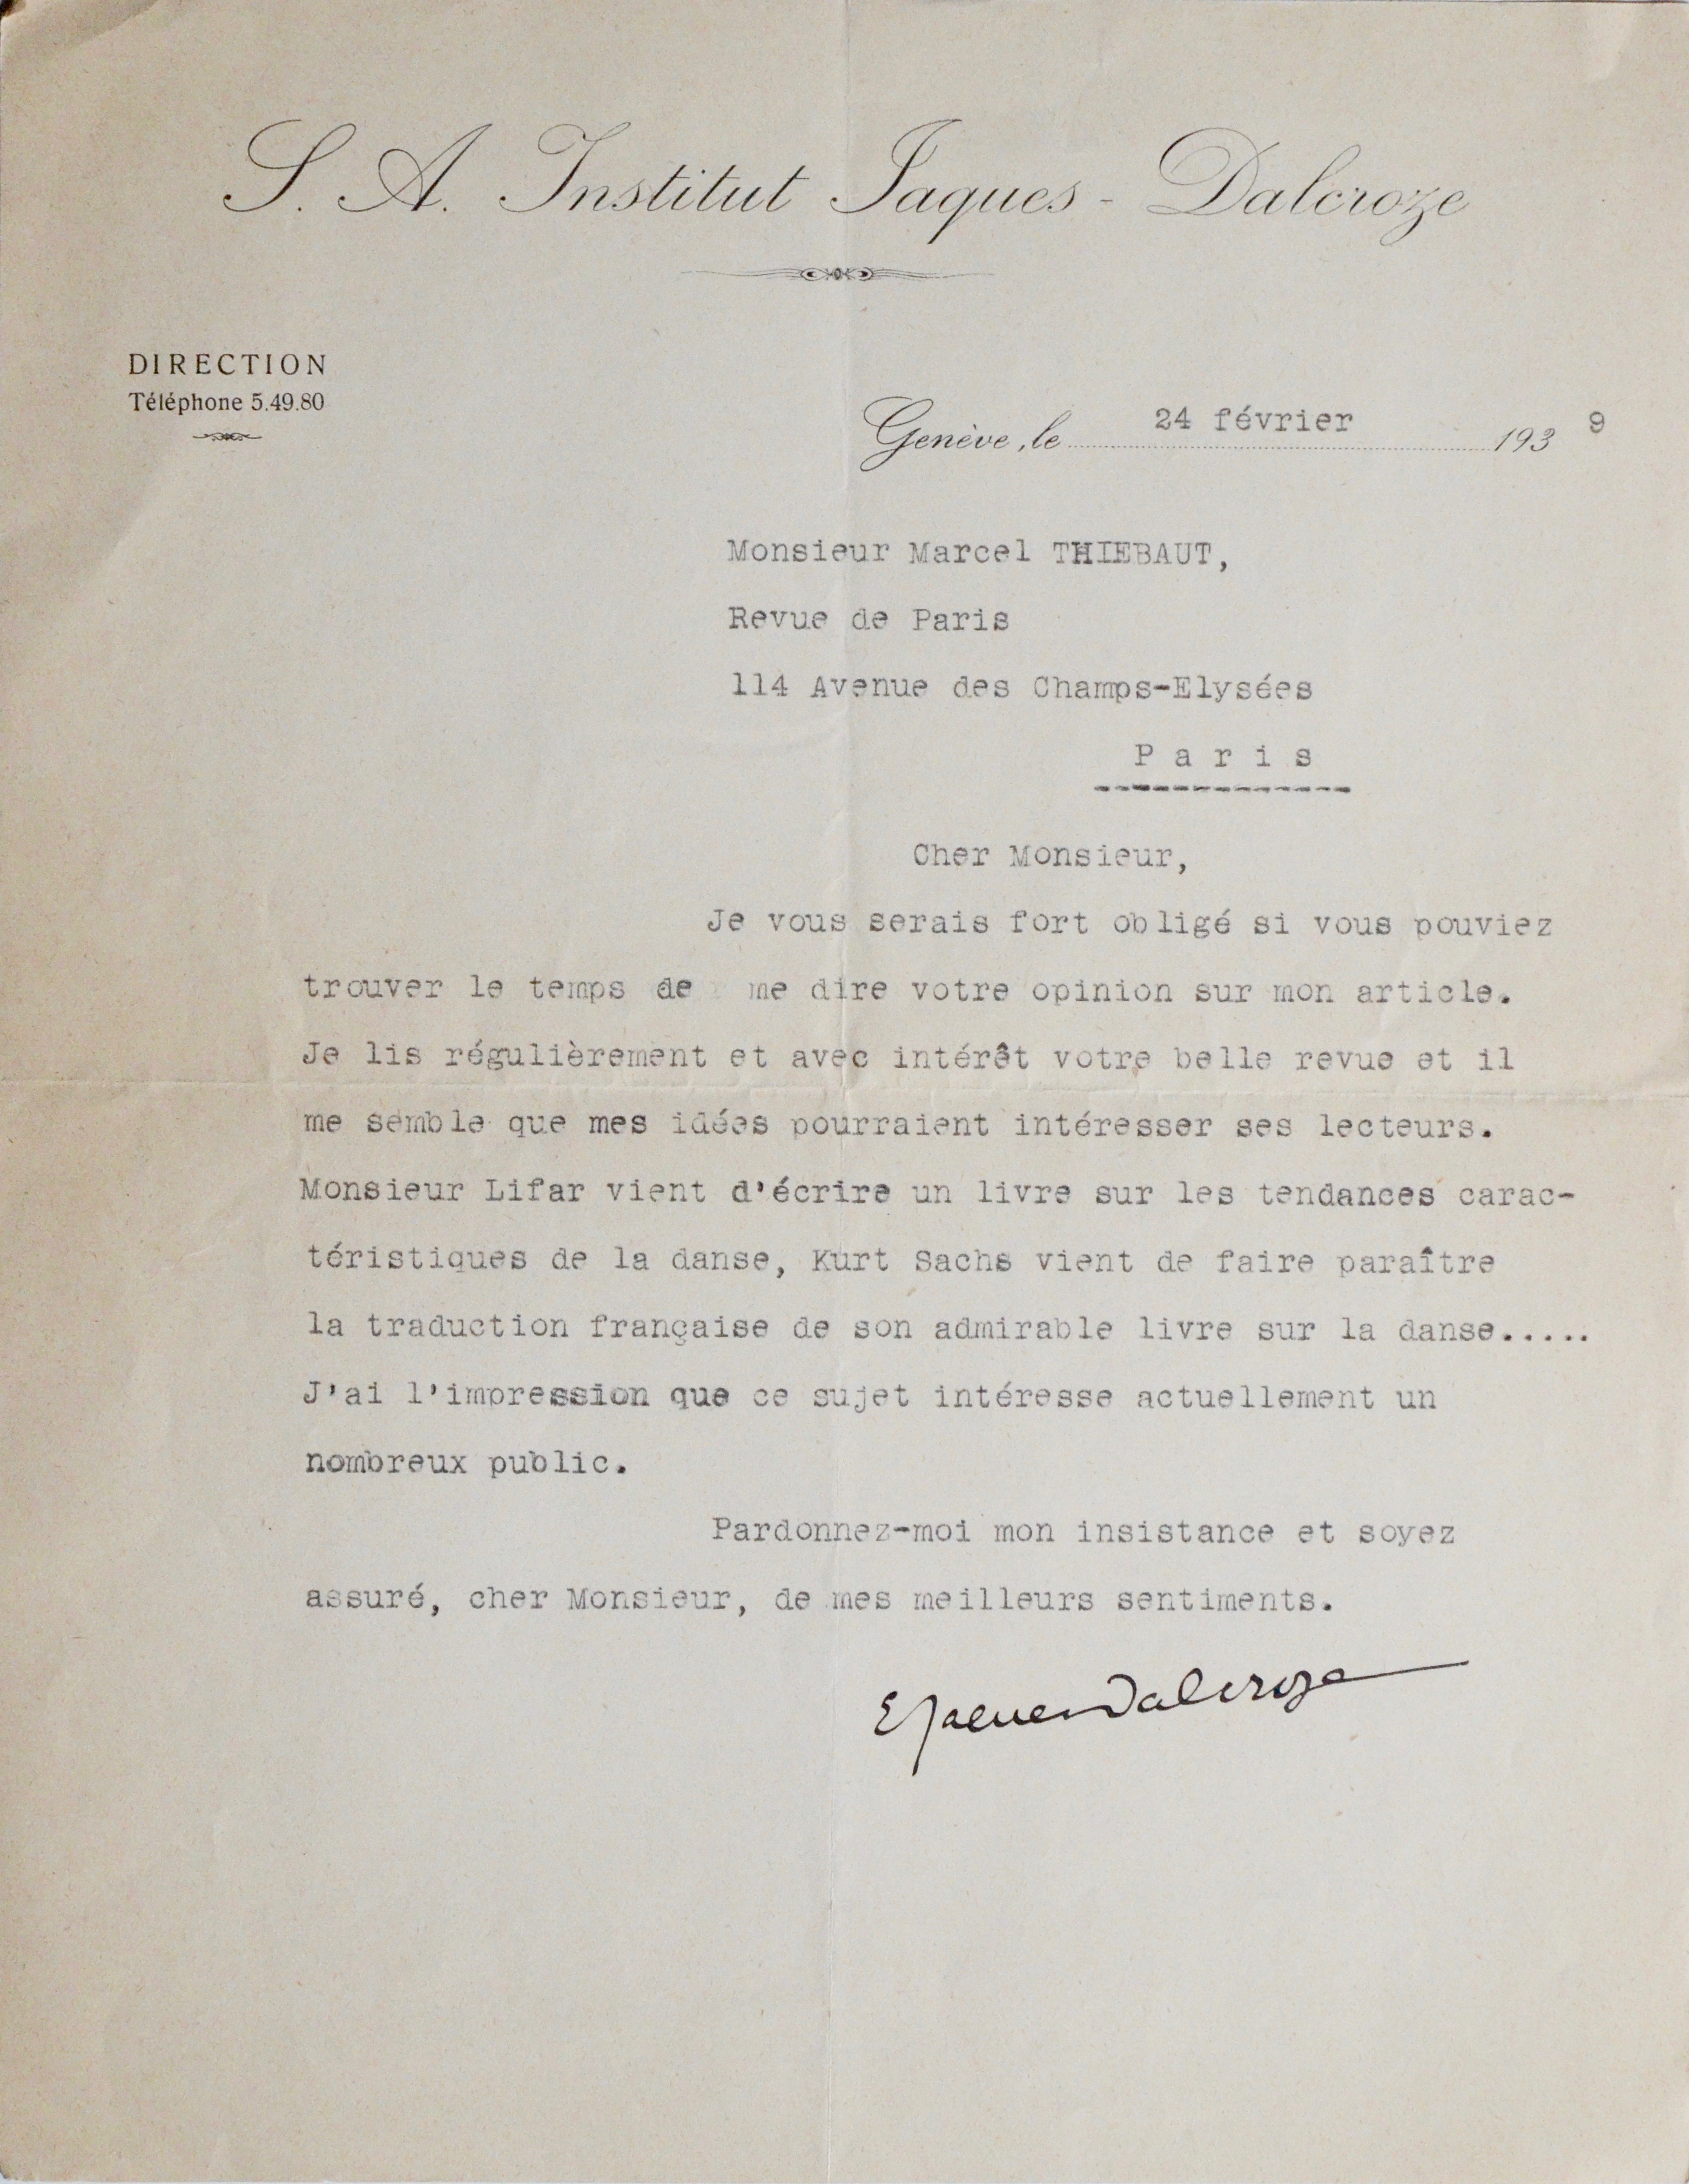 S. A. Institut Jaques - Dalcroze
DIRECTION
Téléphone 5.49.80
Genève, le 24 février 193 9
Monsieur Marcel THIEBAUT,
Revue de Paris
114 Avenue des Champs-Elysées
P a r i s
Cher Monsieur,
Je vous serais fort obligé si vous pouviez
trouver le temps de me dire votre opinion sur mon article.
Je lis régulièrement et avec intérêt votre belle revue et il
me semble que mes idées pourraient intéresser ses lecteurs.
Monsieur Lifar vient d'écrire un livre sur les tendances carac-
téristiques de la danse, Kurt Sachs vient de faire paraître
la traduction française de son admirable livre sur la danse.....
J'ai l'impression que ce sujet intéresse actuellement un
nombreux public.
Pardonnez-moi mon insistance et soyez
assuré, cher Monsieur, de mes meilleurs sentiments.
E Jaques Dalcroze